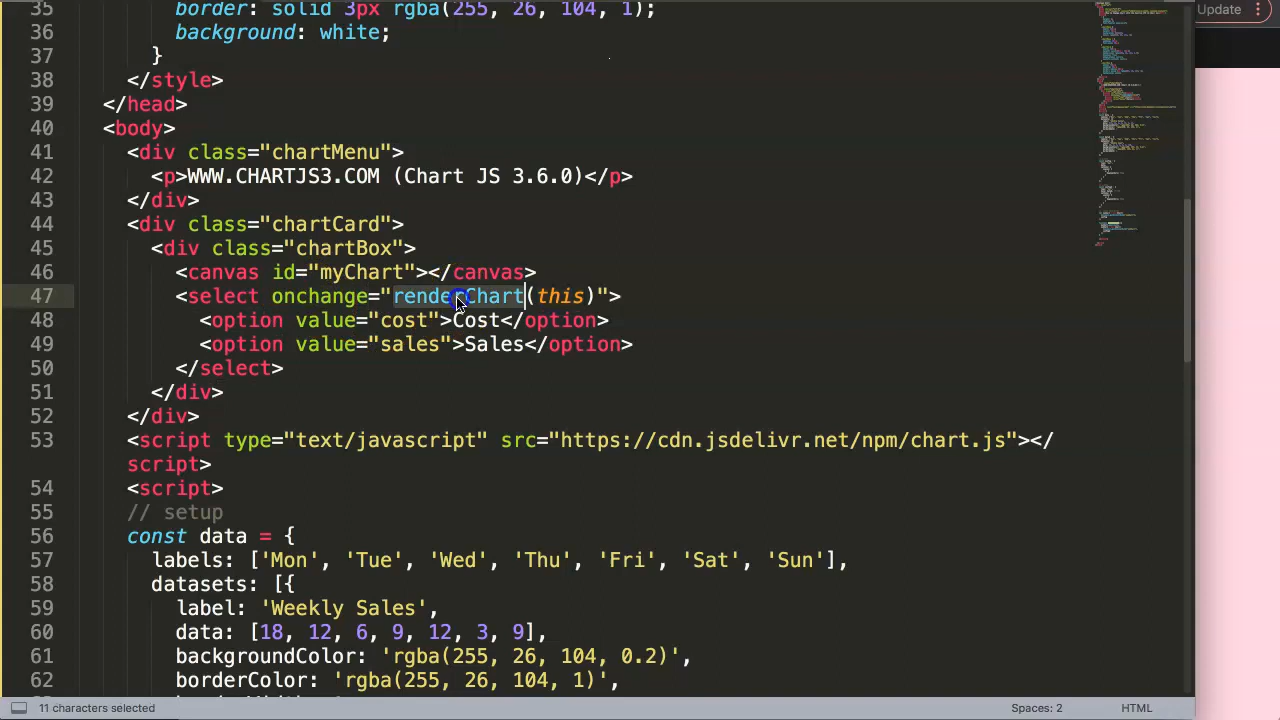 Update
35 border: solid 3px rgba(255, 26, 104, 1);
36 background: white;
37 }
38 </style>
39 </head>
40 <body>
41 <div class="chartMenu">
42 <p>WWW.CHARTJS3.COM (Chart JS 3.6.0)</p>
43 </div>
44 <div class="chartCard">
45 <div class="chartBox">
46 <canvas id="myChart"></canvas>
47 <select onchange="renderChart(this)">
48 <option value="cost">Cost</option>
49 <option value="sales">Sales</option>
50 </select>
51 </div>
52 </div>
53 <script type="text/javascript" src="https://cdn.jsdelivr.net/npm/chart.js"></
script>
54 <script>
55 // setup
56 const data = {
57 labels: ['Mon', 'Tue', 'Wed', 'Thu', 'Fri', 'Sat', 'Sun'],
58 datasets: [{
59 label: 'Weekly Sales',
60 data: [18, 12, 6, 9, 12, 3, 9],
61 backgroundColor: 'rgba(255, 26, 104, 0.2)',
62 borderColor: 'rgba(255, 26, 104, 1)',
11 characters selected
Spaces: 2
HTML